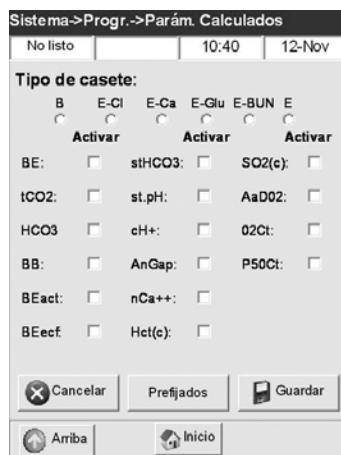 Sistema->Progr.->Parám. Calculados
No listo 10:40 12-Nov
Tipo de casete:
B E-Cl E-Ca E-Glu E-BUN E
Activar Activar Activar
BE: stHCO3: SO2(c):
tCO2: st.pH: AaDO2:
HCO3 cH+: O2Ct:
BB: AnGap: P50Ct:
BEact: nCa++:
BEecf: Hct(c):
Cancelar Prefijados Guardar
Arriba Inicio